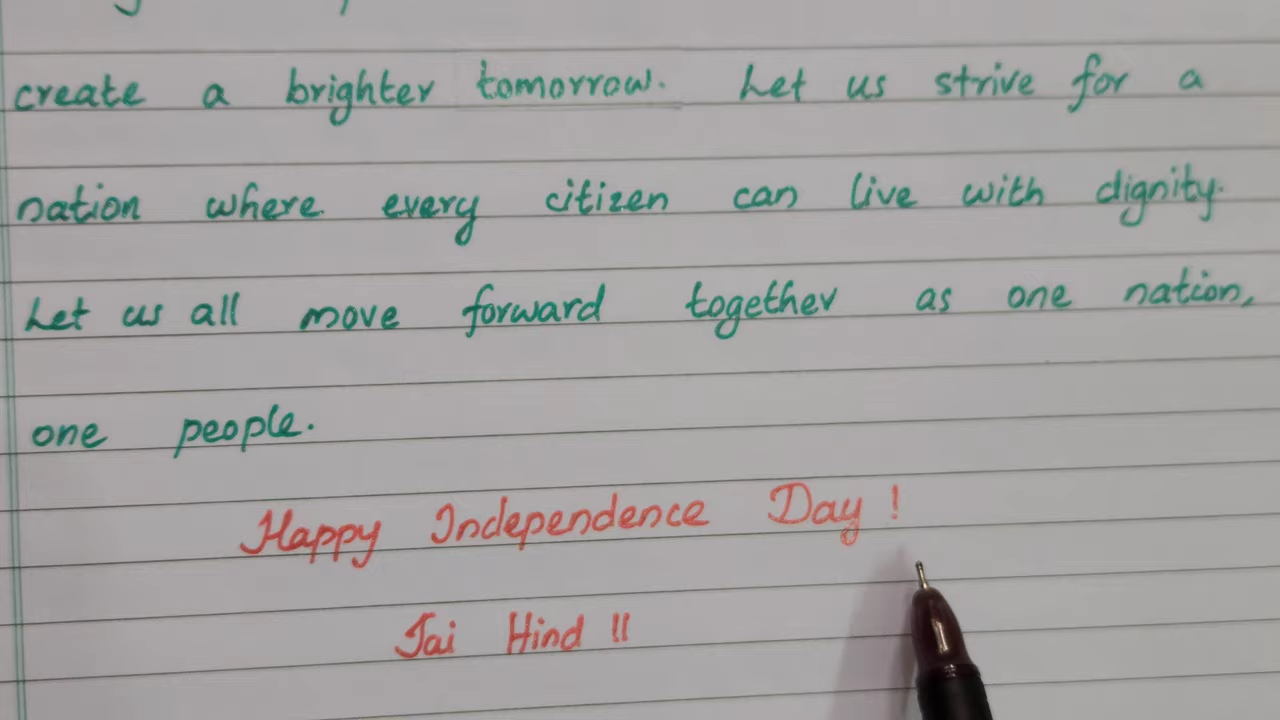 create a brighter tomorrow. Let us strive for a
nation where every citizen can live with dignity.
Let us all move forward together as one nation,
one people.
Happy Independence Day !
Jai Hind !!